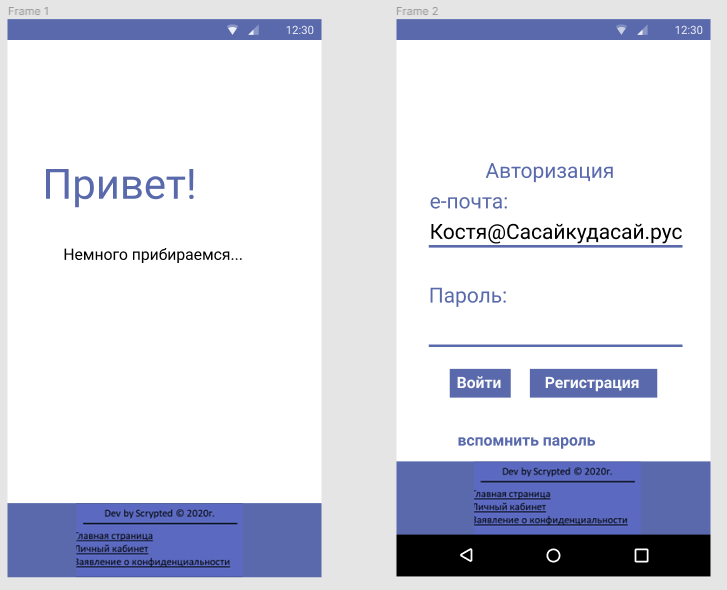 Frame 1
12:30
Привет!
Немного прибираемся...
Dev by Scrypted © 2020г.
Главная страница
Личный кабинет
Заявление о конфиденциальности
Frame 2
12:30
Авторизация
е-почта:
Костя@Сасайкудасай.рус
Пароль:
Войти
Регистрация
вспомнить пароль
Dev by Scrypted © 2020г.
Главная страница
Личный кабинет
Заявление о конфиденциальности